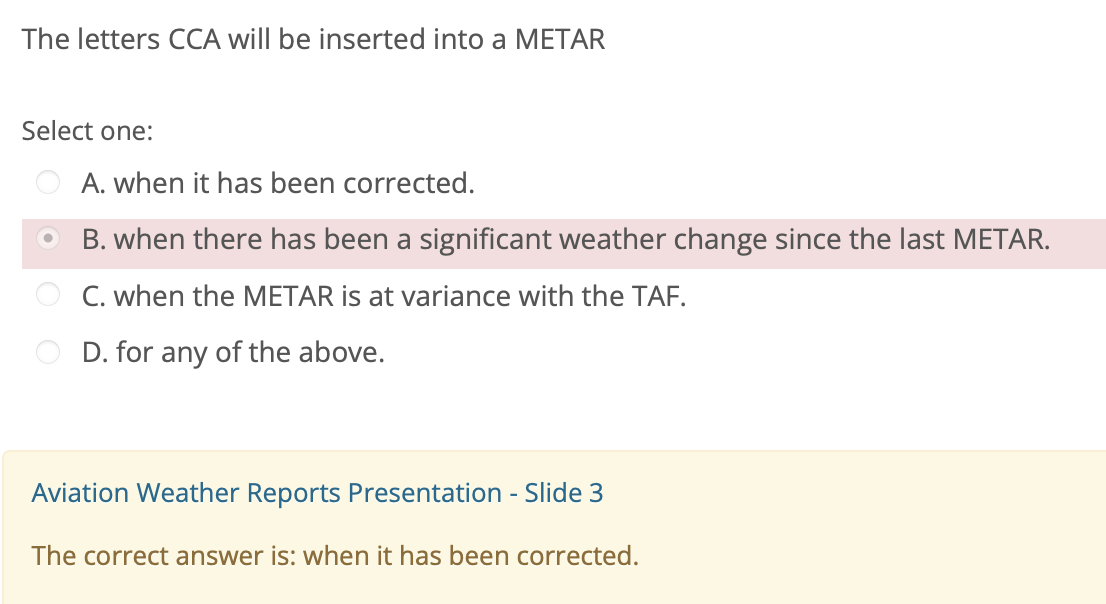 The letters CCA will be inserted into a METAR
Select one:
A. when it has been corrected.
B. when there has been a significant weather change since the last METAR.
C. when the METAR is at variance with the TAF.
D. for any of the above.
Aviation Weather Reports Presentation - Slide 3
The correct answer is: when it has been corrected.